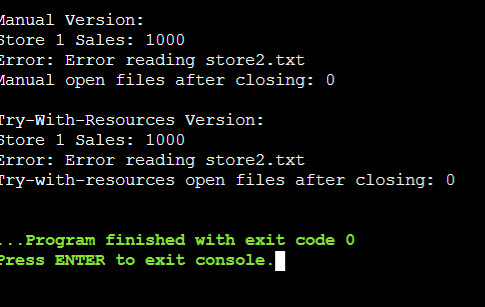 Manual Version:
Store 1 Sales: 1000
Error: Error reading store2.txt
Manual open files after closing: 0
Try-With-Resources Version:
Store 1 Sales: 1000
Error: Error reading store2.txt
Try-with-resources open files after closing: 0
...Program finished with exit code 0
Press ENTER to exit console.